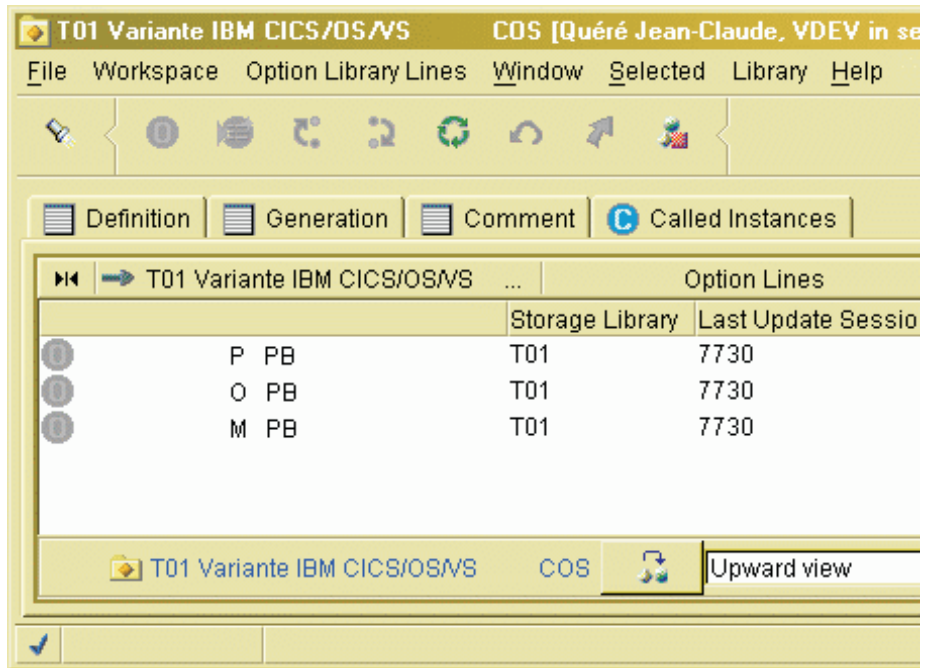 T01 Variante IBM CICS/OS/VS COS [Quéré Jean-Claude, VDEV in se
File Workspace Option Library Lines Window Selected Library Help
Definition Generation Comment Called Instances
T01 Variante IBM CICS/OS/VS ... Option Lines
Storage Library Last Update Sessio
P PB T01 7730
O PB T01 7730
M PB T01 7730
T01 Variante IBM CICS/OS/VS COS Upward view